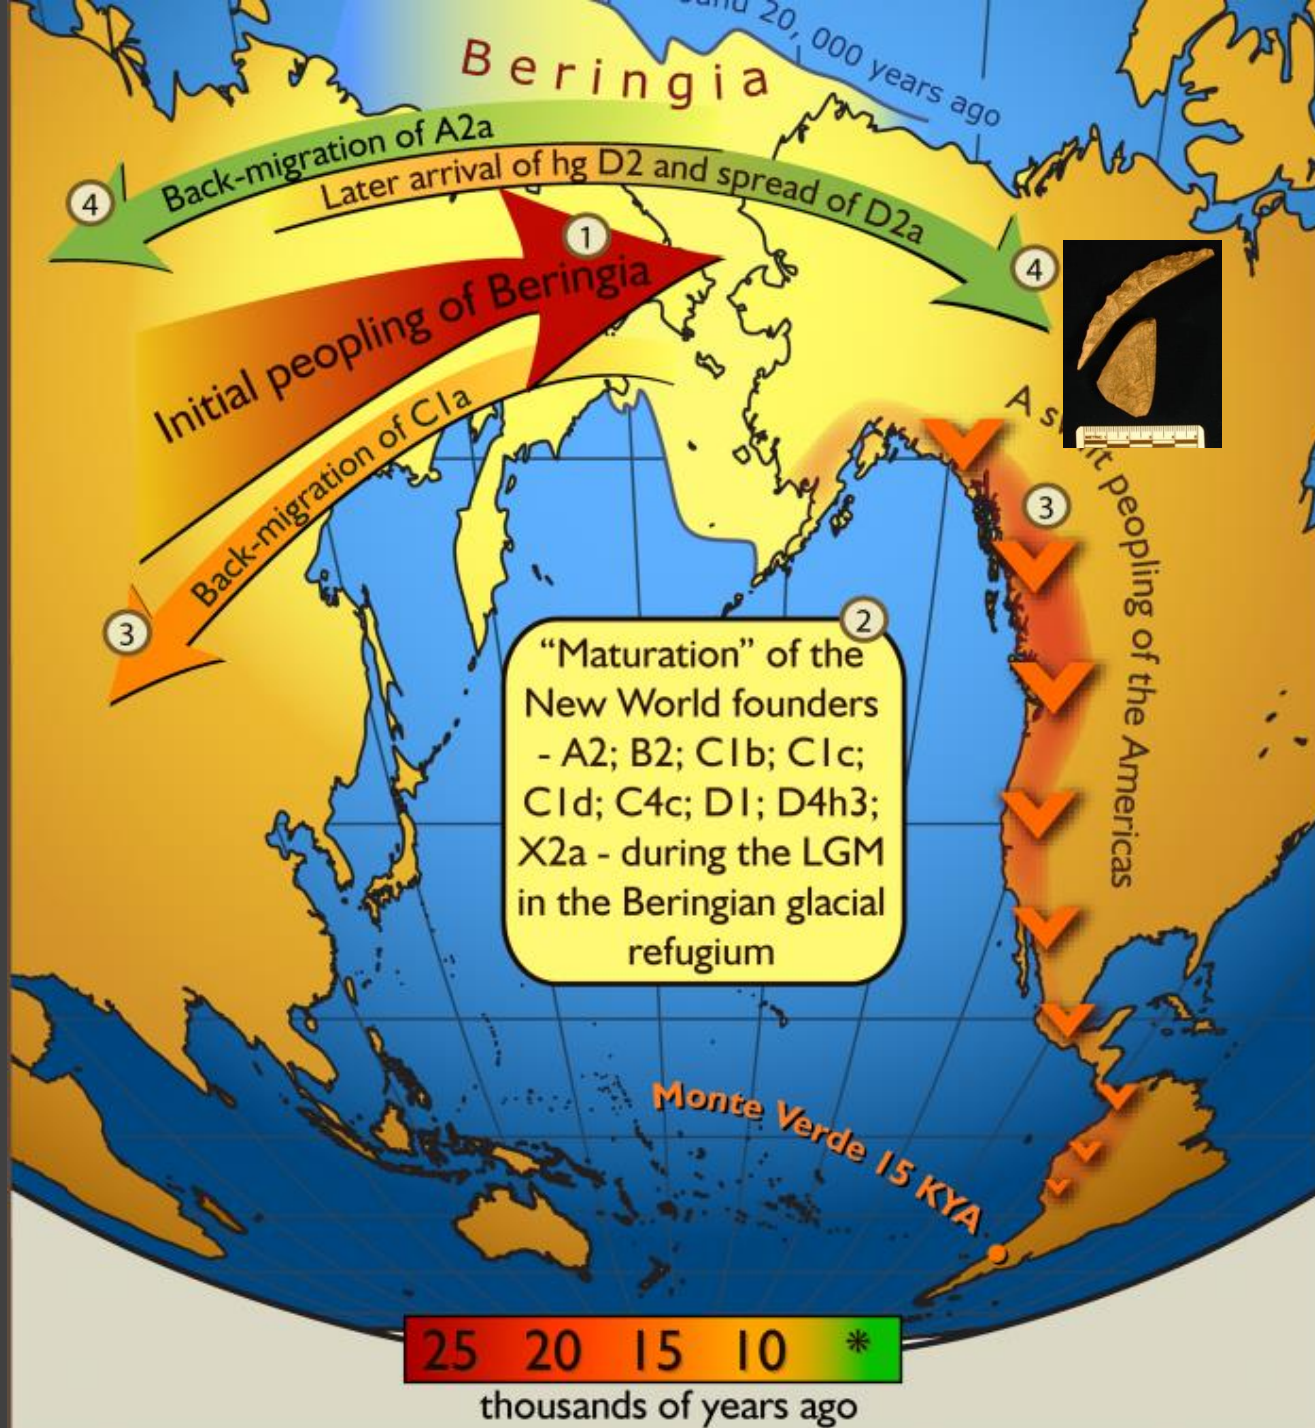 20, 000 years ago
Beringia
Back-migration of A2a
Later arrival of hg D2 and spread of D2a
4
1
4
Initial peopling of Beringia
Back-migration of C1a
3
3
peopling of the Americas
2
“Maturation” of the
New World founders
- A2; B2; C1b; C1c;
C1d; C4c; D1; D4h3;
X2a - during the LGM
in the Beringian glacial
refugium
Monte Verde 15 KYA
25 20 15 10 *
thousands of years ago